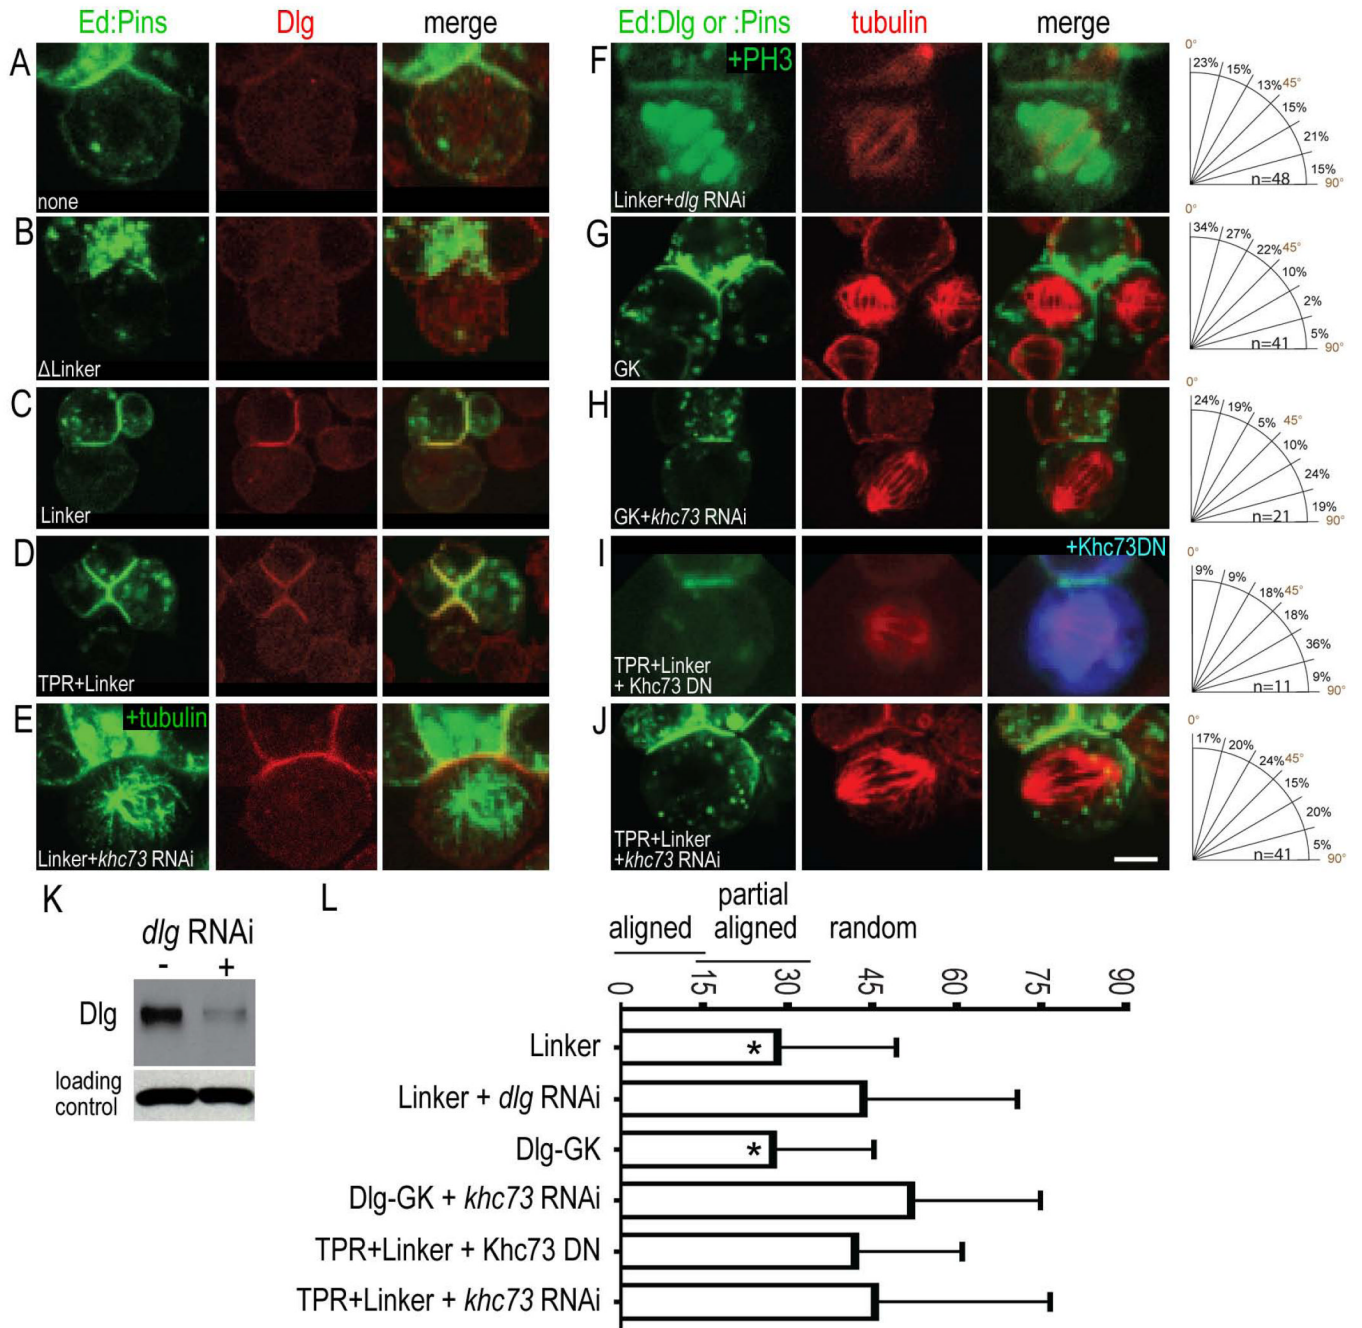 Ed:Pins Dlg merge Ed:Dlg or :Pins tubulin merge
A
none
B
ΔLinker
C
Linker
D
TPR+Linker
E
+tubulin
Linker+khc73 RNAi
F
+PH3
Linker+dlg RNAi
0°
23%
15%
13%
45°
15%
21%
15%
n=48
90°
G
GK
0°
34%
27%
22%
45°
10%
2%
5%
n=41
90°
H
GK+khc73 RNAi
0°
24%
19%
5%
45°
10%
24%
19%
n=21
90°
I
+Khc73DN
TPR+Linker
+ Khc73 DN
0°
9%
9%
18%
45°
18%
36%
9%
n=11
90°
J
TPR+Linker
+khc73 RNAi
0°
17%
20%
24%
45°
15%
20%
5%
n=41
90°
K
dlg RNAi
- +
Dlg
loading
control
L
aligned
partial
aligned
random
0 15 30 45 60 75 90
Linker
*
Linker + dlg RNAi
Dlg-GK
*
Dlg-GK + khc73 RNAi
TPR+Linker + Khc73 DN
TPR+Linker + khc73 RNAi